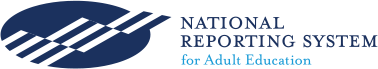 NATIONAL
REPORTING SYSTEM
for Adult Education